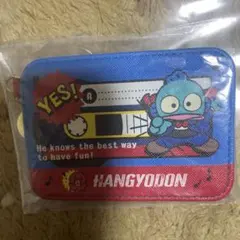 YES!
A
He knows the best way
to have fun!
HANGYODON